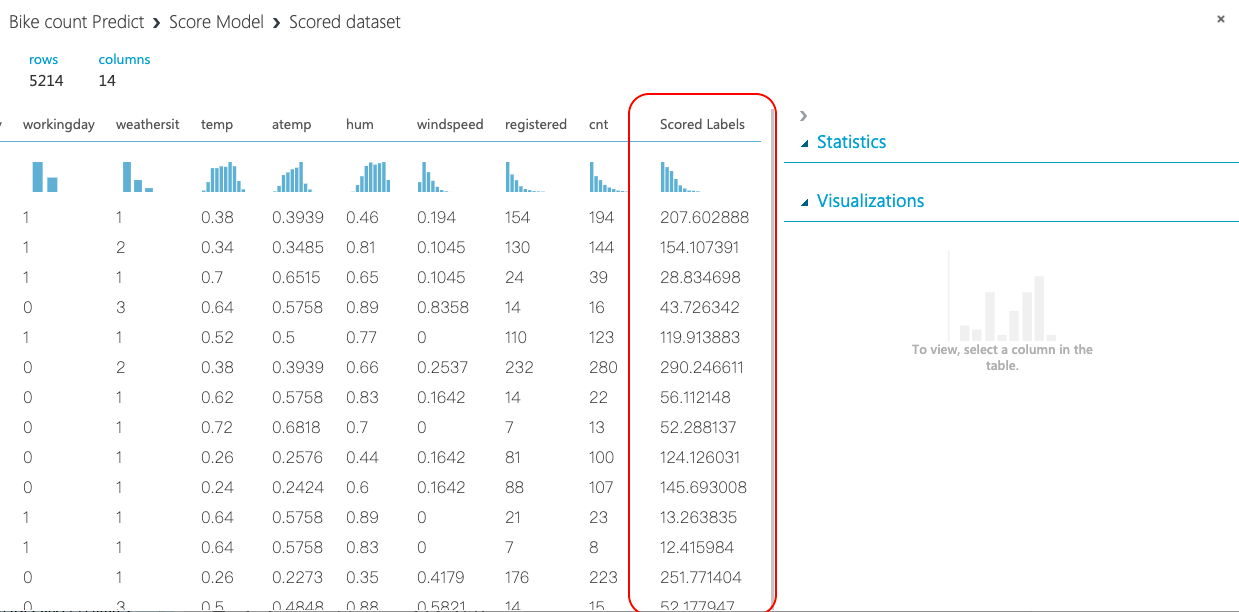 Bike count Predict › Score Model › Scored dataset ×
rows columns
5214 14
workingday weathersit temp atemp hum windspeed registered cnt Scored Labels
1 1 0.38 0.3939 0.46 0.194 154 194 207.602888
1 2 0.34 0.3485 0.81 0.1045 130 144 154.107391
1 1 0.7 0.6515 0.65 0.1045 24 39 28.834698
0 3 0.64 0.5758 0.89 0.8358 14 16 43.726342
1 1 0.52 0.5 0.77 0 110 123 119.913883
0 2 0.38 0.3939 0.66 0.2537 232 280 290.246611
0 1 0.62 0.5758 0.83 0.1642 14 22 56.112148
0 1 0.72 0.6818 0.7 0 7 13 52.288137
0 1 0.26 0.2576 0.44 0.1642 81 100 124.126031
0 1 0.24 0.2424 0.6 0.1642 88 107 145.693008
1 1 0.64 0.5758 0.89 0 21 23 13.263835
1 1 0.64 0.5758 0.83 0 7 8 12.415984
0 1 0.26 0.2273 0.35 0.4179 176 223 251.771404
0 3 0.5 0.4848 0.88 0.5821 14 15 52.177947
Statistics
Visualizations
To view, select a column in the
table.